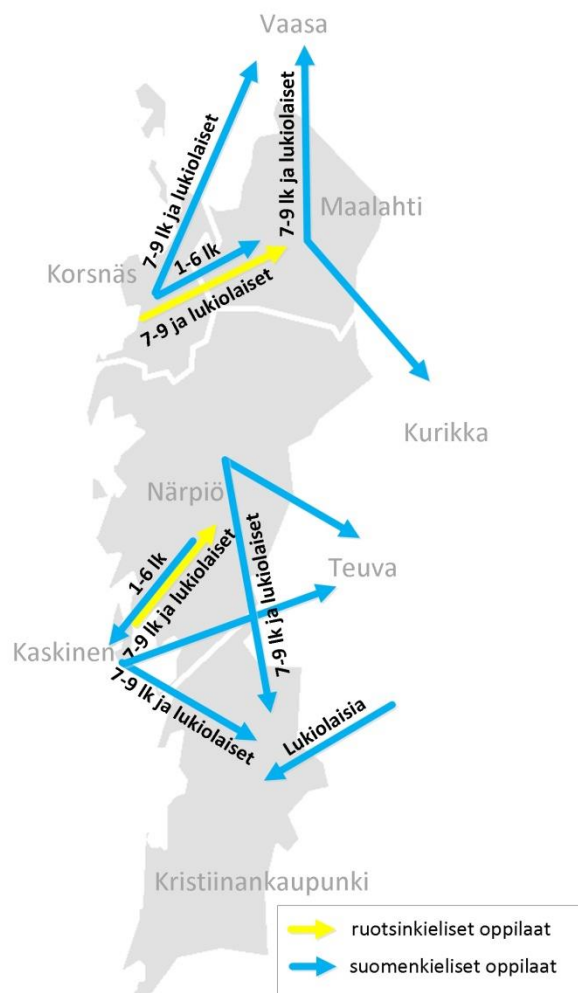 Vaasa
7-9 lk ja lukiolaiset
7-9 lk ja lukiolaiset
Maalahti
Korsnäs
1-6 lk
7-9 ja lukiolaiset
Kurikka
Närpiö
1-6 lk
7-9 lk ja lukiolaiset
7-9 lk ja lukiolaiset
Teuva
Kaskinen
7-9 lk ja lukiolaiset
Lukiolaisia
Kristiinankaupunki
ruotsinkieliset oppilaat
suomenkieliset oppilaat